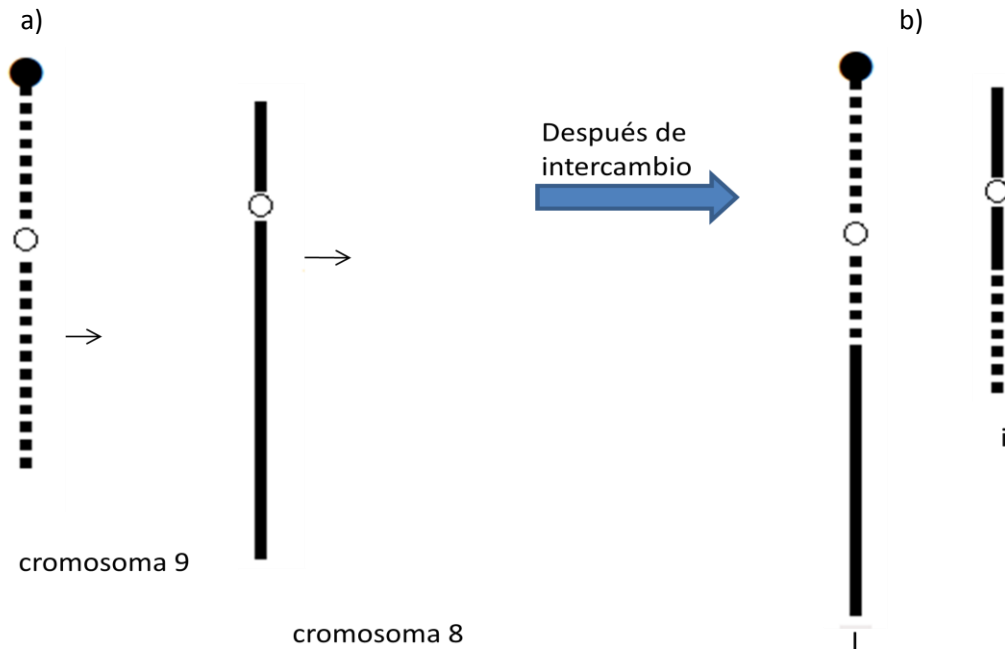 a)
b)
Después de
intercambio
cromosoma 9
cromosoma 8
i
I